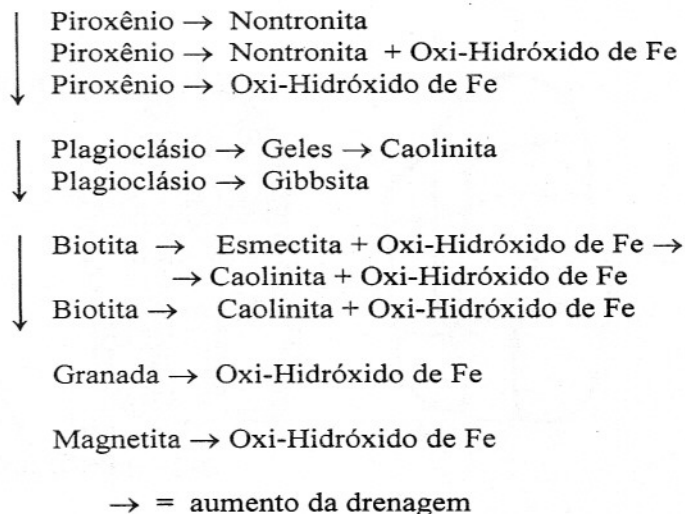 Piroxênio → Nontronita
Piroxênio → Nontronita + Oxi-Hidróxido de Fe
Piroxênio → Oxi-Hidróxido de Fe
Plagioclásio → Geles → Caolinita
Plagioclásio → Gibbsita
Biotita → Esmectita + Oxi-Hidróxido de Fe →
→ Caolinita + Oxi-Hidróxido de Fe
Biotita → Caolinita + Oxi-Hidróxido de Fe
Granada → Oxi-Hidróxido de Fe
Magnetita → Oxi-Hidróxido de Fe
→ = aumento da drenagem